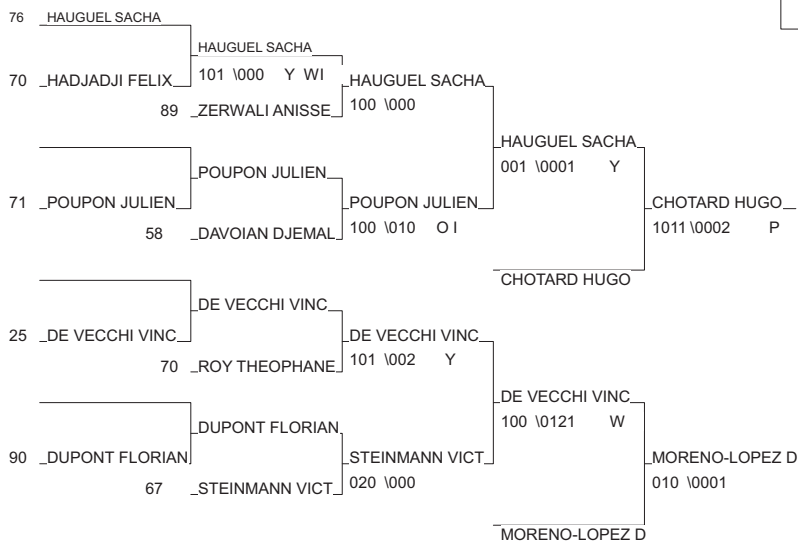 76 HAUGUEL SACHA
HAUGUEL SACHA
70 HADJADJI FELIX 101 \000 Y WI HAUGUEL SACHA
89 ZERWALI ANISSE 100 \000
HAUGUEL SACHA
001 \0001 Y
POUPON JULIEN
71 POUPON JULIEN POUPON JULIEN CHOTARD HUGO
58 DAVOIAN DJEMAL 100 \010 O I 1011 \0002 P
CHOTARD HUGO
DE VECCHI VINC
25 DE VECCHI VINC DE VECCHI VINC
70 ROY THEOPHANE 101 \002 Y
DE VECCHI VINC
100 \0121 W
DUPONT FLORIAN
90 DUPONT FLORIAN STEINMANN VICT MORENO-LOPEZ D
67 STEINMANN VICT 020 \000 010 \0001
MORENO-LOPEZ D